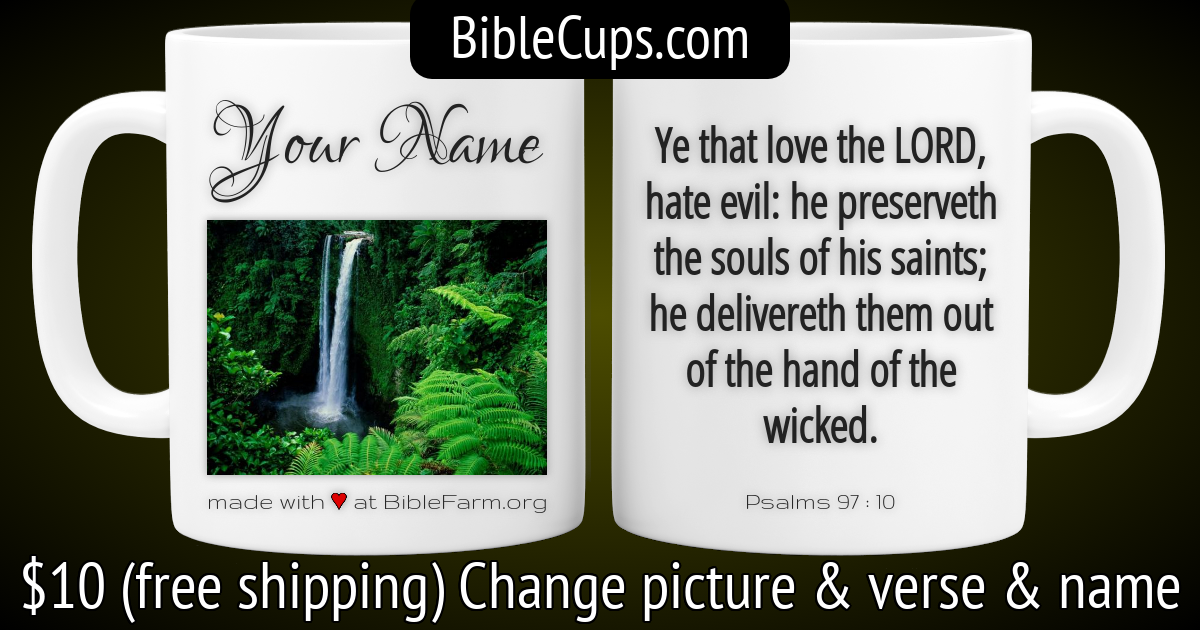 BibleCups.com
Your Name
made with ♥ at BibleFarm.org
Ye that love the LORD,
hate evil: he preserveth
the souls of his saints;
he delivereth them out
of the hand of the
wicked.
Psalms 97 : 10
$10 (free shipping) Change picture & verse & name